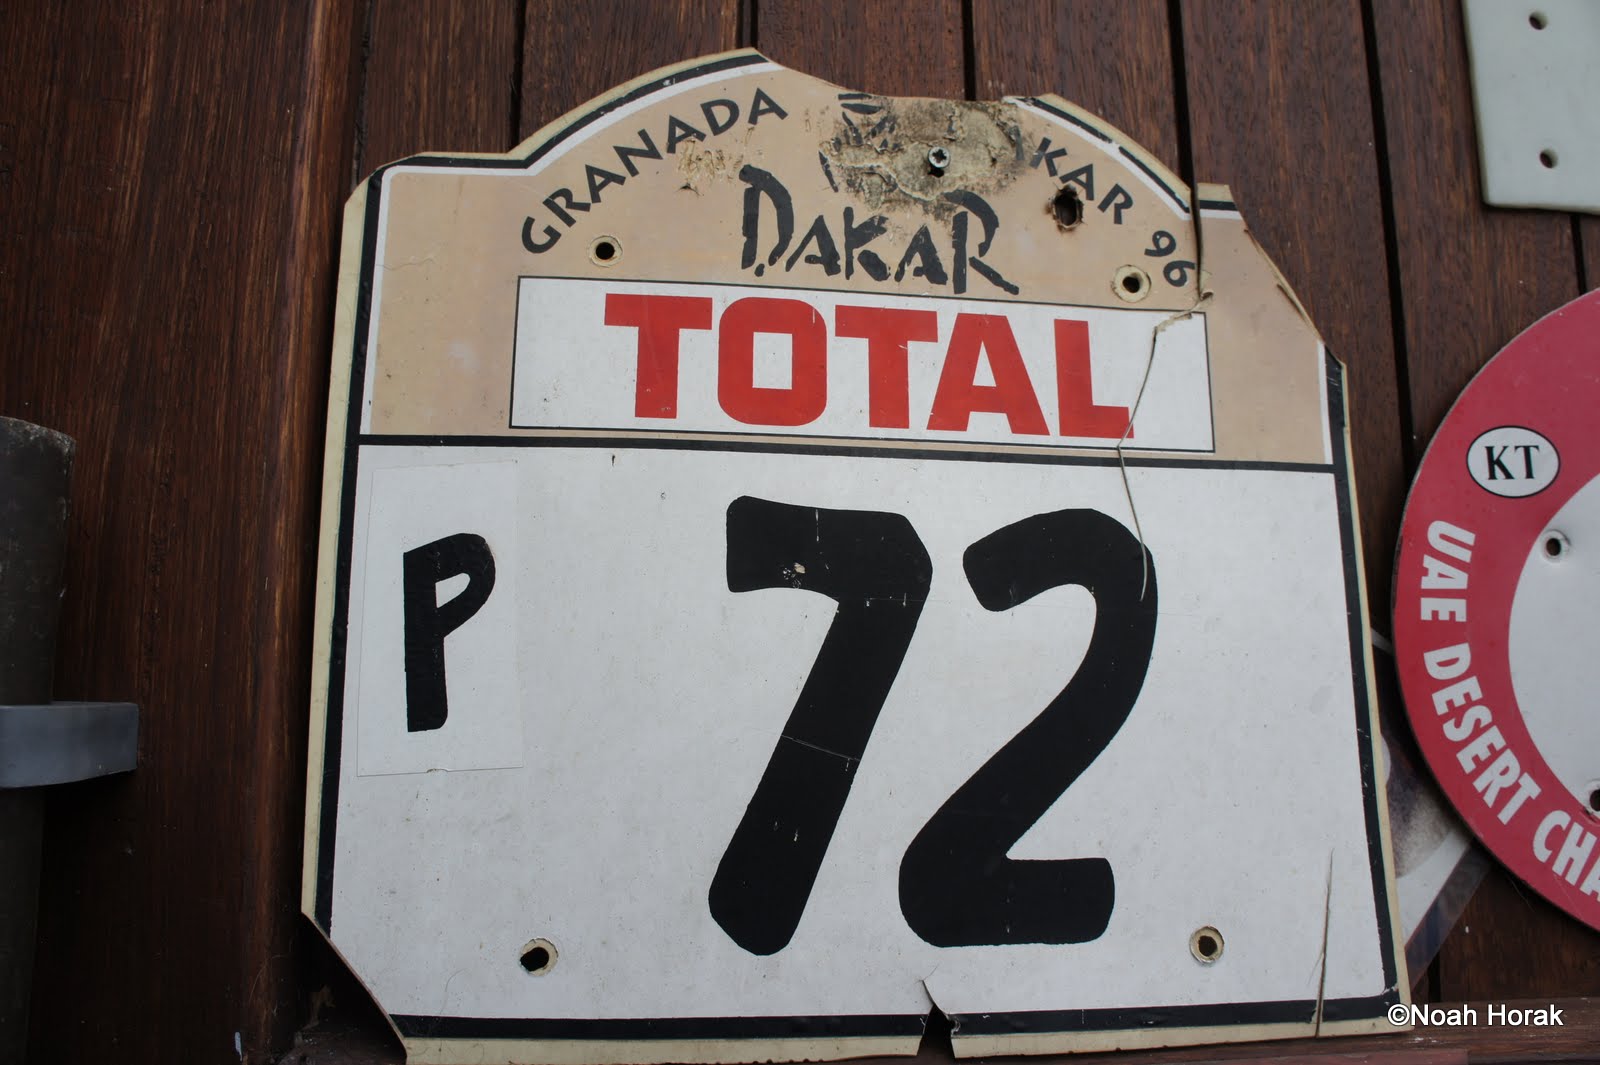 GRANADA KAR 96
DAKAR
TOTAL
P 72
KT
UAE DESERT CHA
©Noah Horak